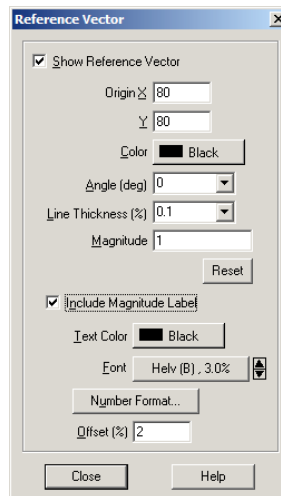 Reference Vector
Show Reference Vector
Origin X 80
Y 80
Color Black
Angle (deg) 0
Line Thickness (%) 0.1
Magnitude 1
Reset
Include Magnitude Label
Text Color Black
Font Helv (B) , 3.0%
Number Format...
Offset (%) 2
Close Help